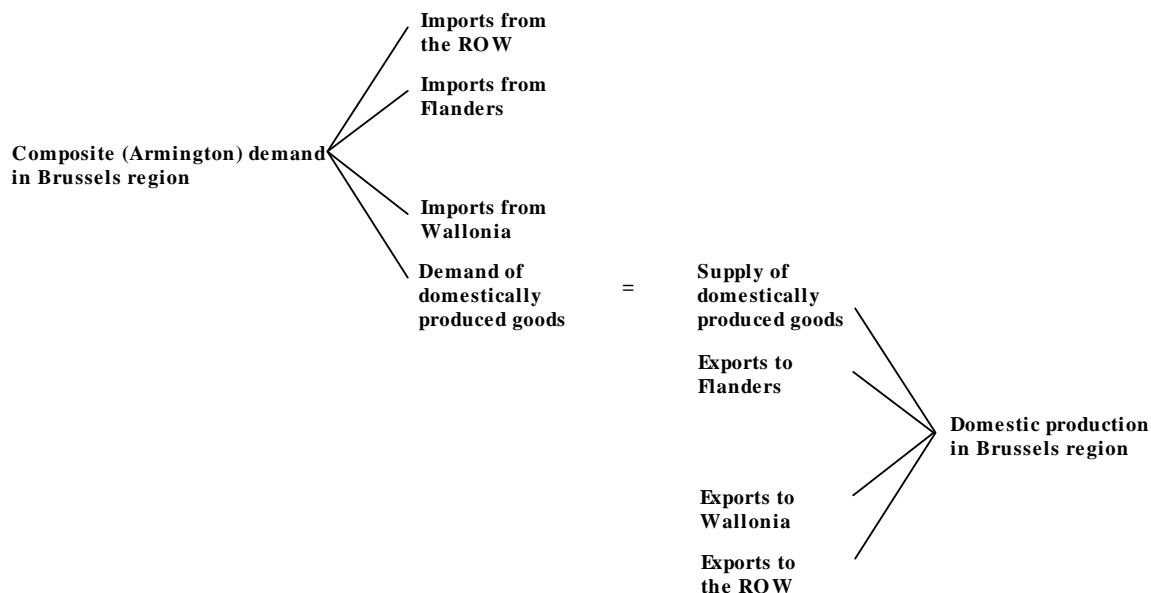 Imports from
the ROW
Imports from
Flanders
Composite (Armington) demand
in Brussels region
Imports from
Wallonia
Demand of
domestically
produced goods
=
Supply of
domestically
produced goods
Exports to
Flanders
Domestic production
in Brussels region
Exports to
Wallonia
Exports to
the ROW